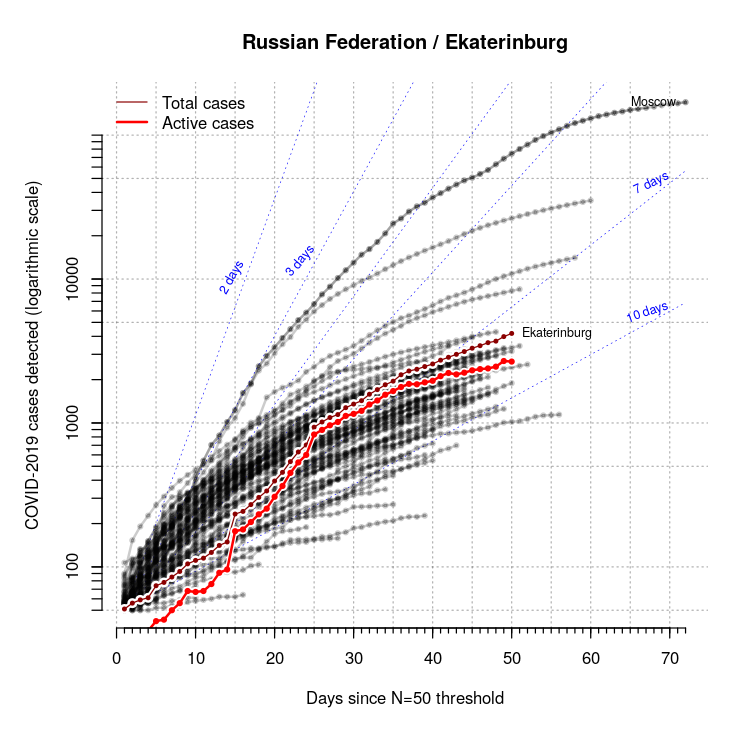 Russian Federation / Ekaterinburg
Total cases
Active cases
Moscow
7 days
2 days
3 days
10 days
Ekaterinburg
COVID-2019 cases detected (logarithmic scale)
10000
1000
100
0 10 20 30 40 50 60 70
Days since N=50 threshold